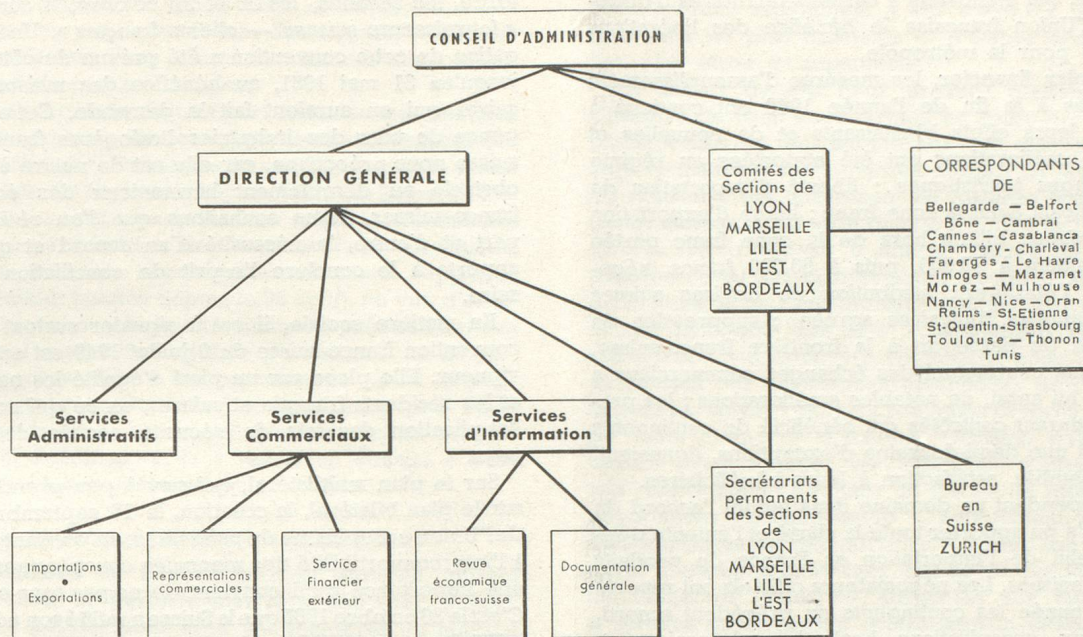 CONSEIL D'ADMINISTRATION
DIRECTION GÉNÉRALE
Comités des
Sections de
LYON
MARSEILLE
LILLE
L'EST
BORDEAUX
CORRESPONDANTS
DE
Bellegarde — Belfort
Bône — Cambrai
Cannes — Casablanca
Chambéry - Charleval
Faverges - Le Havre
Limoges — Mazamet
Morez — Mulhouse
Nancy — Nice — Oran
Reims - St-Etienne
St-Quentin - Strasbourg
Toulouse — Thonon
Tunis
Services
Administratifs
Services
Commerciaux
Services
d'Information
Importations
•
Exportations
Représentations
commerciales
Service
Financier
extérieur
Revue
économique
franco-suisse
Documentation
générale
Secrétariats
permanents
des Sections
de
LYON
MARSEILLE
LILLE
L'EST
BORDEAUX
Bureau
en
Suisse
ZURICH